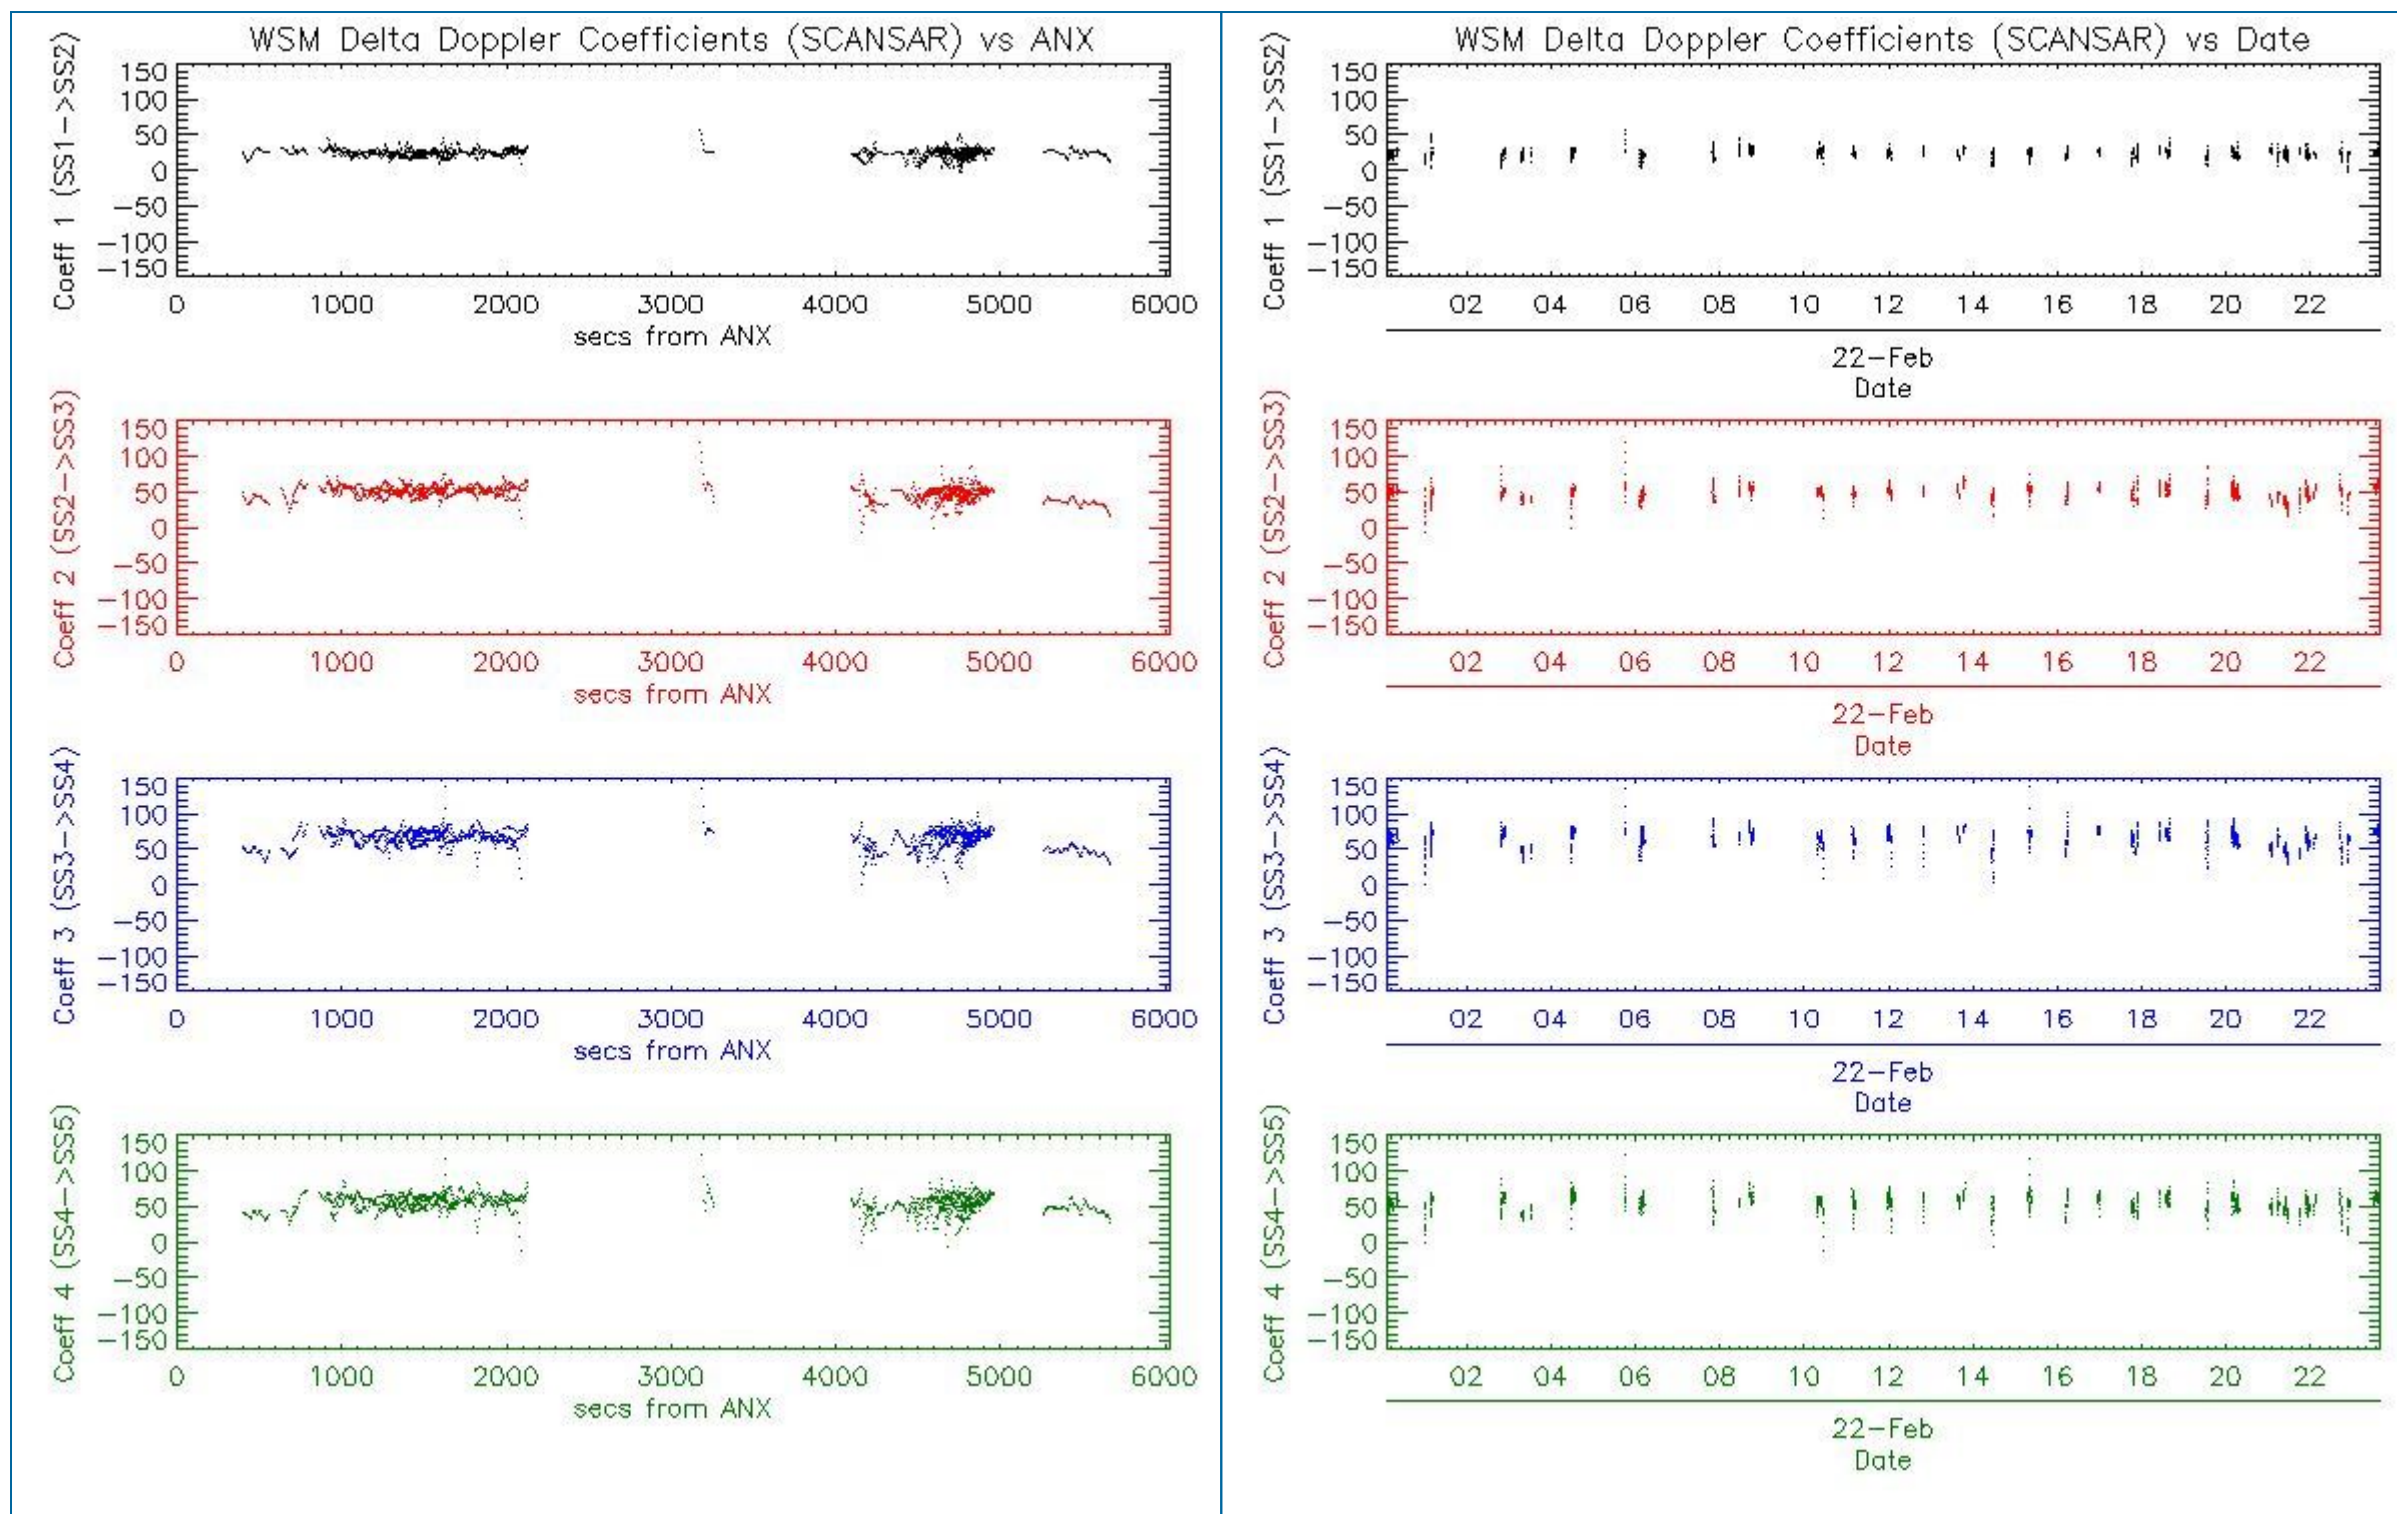 WSM Delta Doppler Coefficients (SCANSAR) vs ANX
Coeff 1 (SS1->SS2)
150
100
50
0
-50
-100
-150
0 1000 2000 3000 4000 5000 6000
secs from ANX
Coeff 2 (SS2->SS3)
150
100
50
0
-50
-100
-150
0 1000 2000 3000 4000 5000 6000
secs from ANX
Coeff 3 (SS3->SS4)
150
100
50
0
-50
-100
-150
0 1000 2000 3000 4000 5000 6000
secs from ANX
Coeff 4 (SS4->SS5)
150
100
50
0
-50
-100
-150
0 1000 2000 3000 4000 5000 6000
secs from ANX
WSM Delta Doppler Coefficients (SCANSAR) vs Date
Coeff 1 (SS1->SS2)
150
100
50
0
-50
-100
-150
02 04 06 08 10 12 14 16 18 20 22
22-Feb
Date
Coeff 2 (SS2->SS3)
150
100
50
0
-50
-100
-150
02 04 06 08 10 12 14 16 18 20 22
22-Feb
Date
Coeff 3 (SS3->SS4)
150
100
50
0
-50
-100
-150
02 04 06 08 10 12 14 16 18 20 22
22-Feb
Date
Coeff 4 (SS4->SS5)
150
100
50
0
-50
-100
-150
02 04 06 08 10 12 14 16 18 20 22
22-Feb
Date